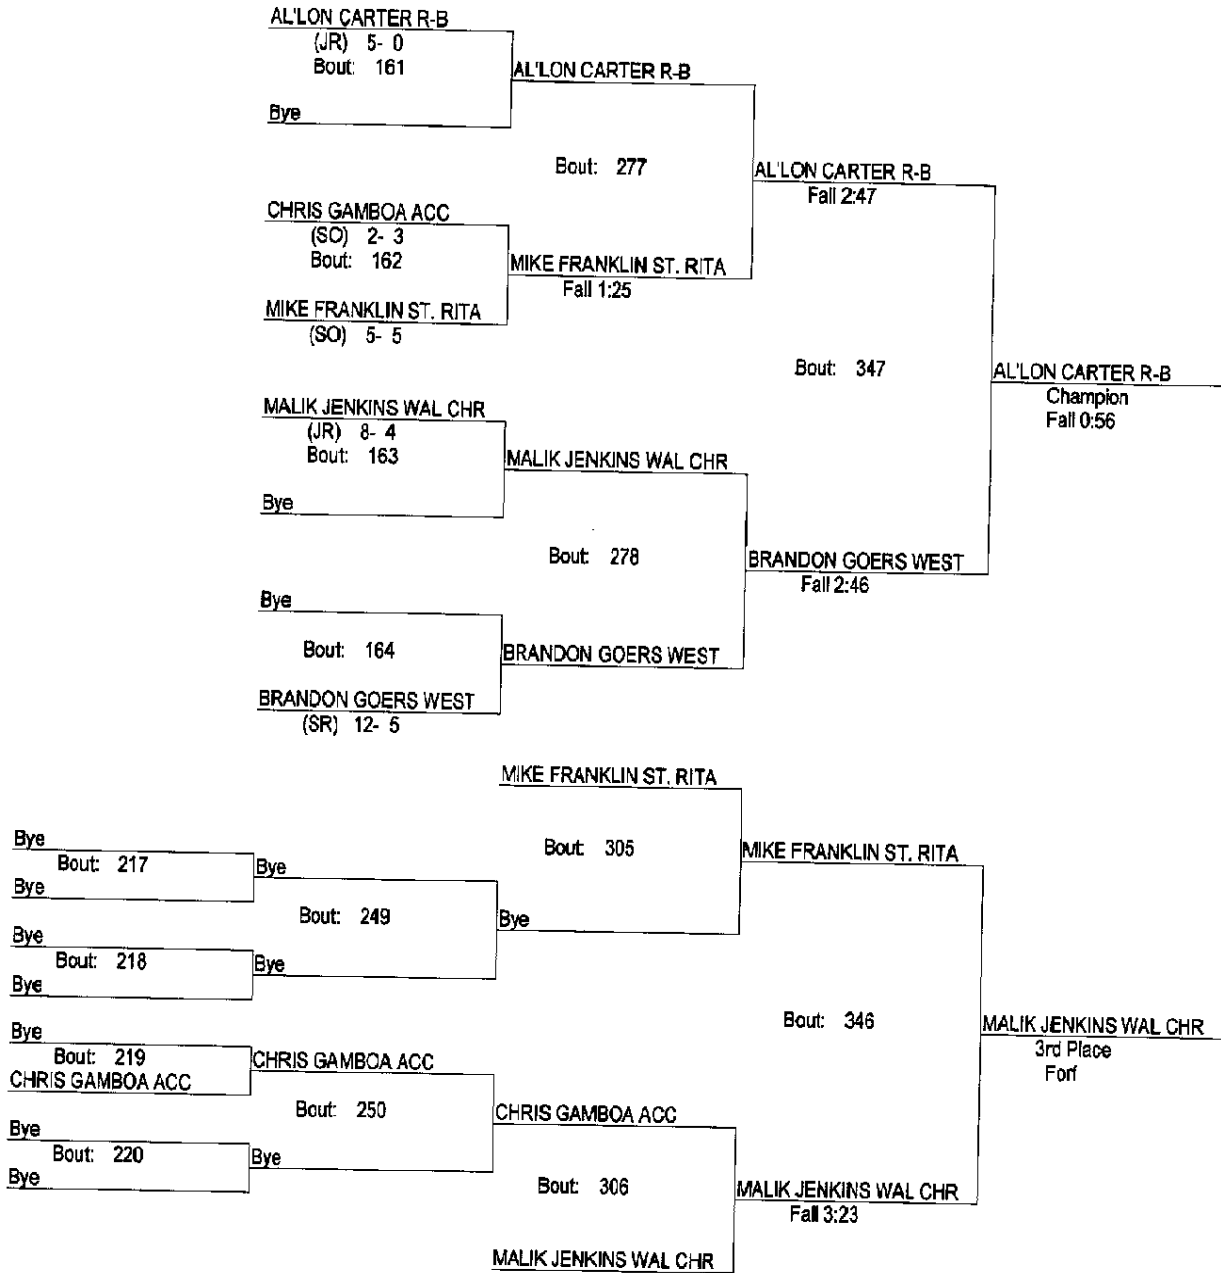 AL'LON CARTER R-B
(JR) 5- 0
Bout: 161
AL'LON CARTER R-B
Bye
Bout: 277
AL'LON CARTER R-B
Fall 2:47
CHRIS GAMBOA ACC
(SO) 2- 3
Bout: 162
MIKE FRANKLIN ST. RITA
Fall 1:25
MIKE FRANKLIN ST. RITA
(SO) 5- 5
Bout: 347
AL'LON CARTER R-B
Champion
Fall 0:56
MALIK JENKINS WAL CHR
(JR) 8- 4
Bout: 163
MALIK JENKINS WAL CHR
Bye
Bout: 278
BRANDON GOERS WEST
Fall 2:46
Bye
Bout: 164
BRANDON GOERS WEST
BRANDON GOERS WEST
(SR) 12- 5
MIKE FRANKLIN ST. RITA
Bye
Bout: 217
Bye
Bye
Bout: 305
MIKE FRANKLIN ST. RITA
Bout: 249
Bye
Bye
Bout: 218
Bye
Bye
Bye
Bout: 219
CHRIS GAMBOA ACC
CHRIS GAMBOA ACC
Bout: 346
MALIK JENKINS WAL CHR
3rd Place
Forf
Bout: 250
CHRIS GAMBOA ACC
Bye
Bout: 220
Bye
Bye
Bout: 306
MALIK JENKINS WAL CHR
Fall 3:23
MALIK JENKINS WAL CHR